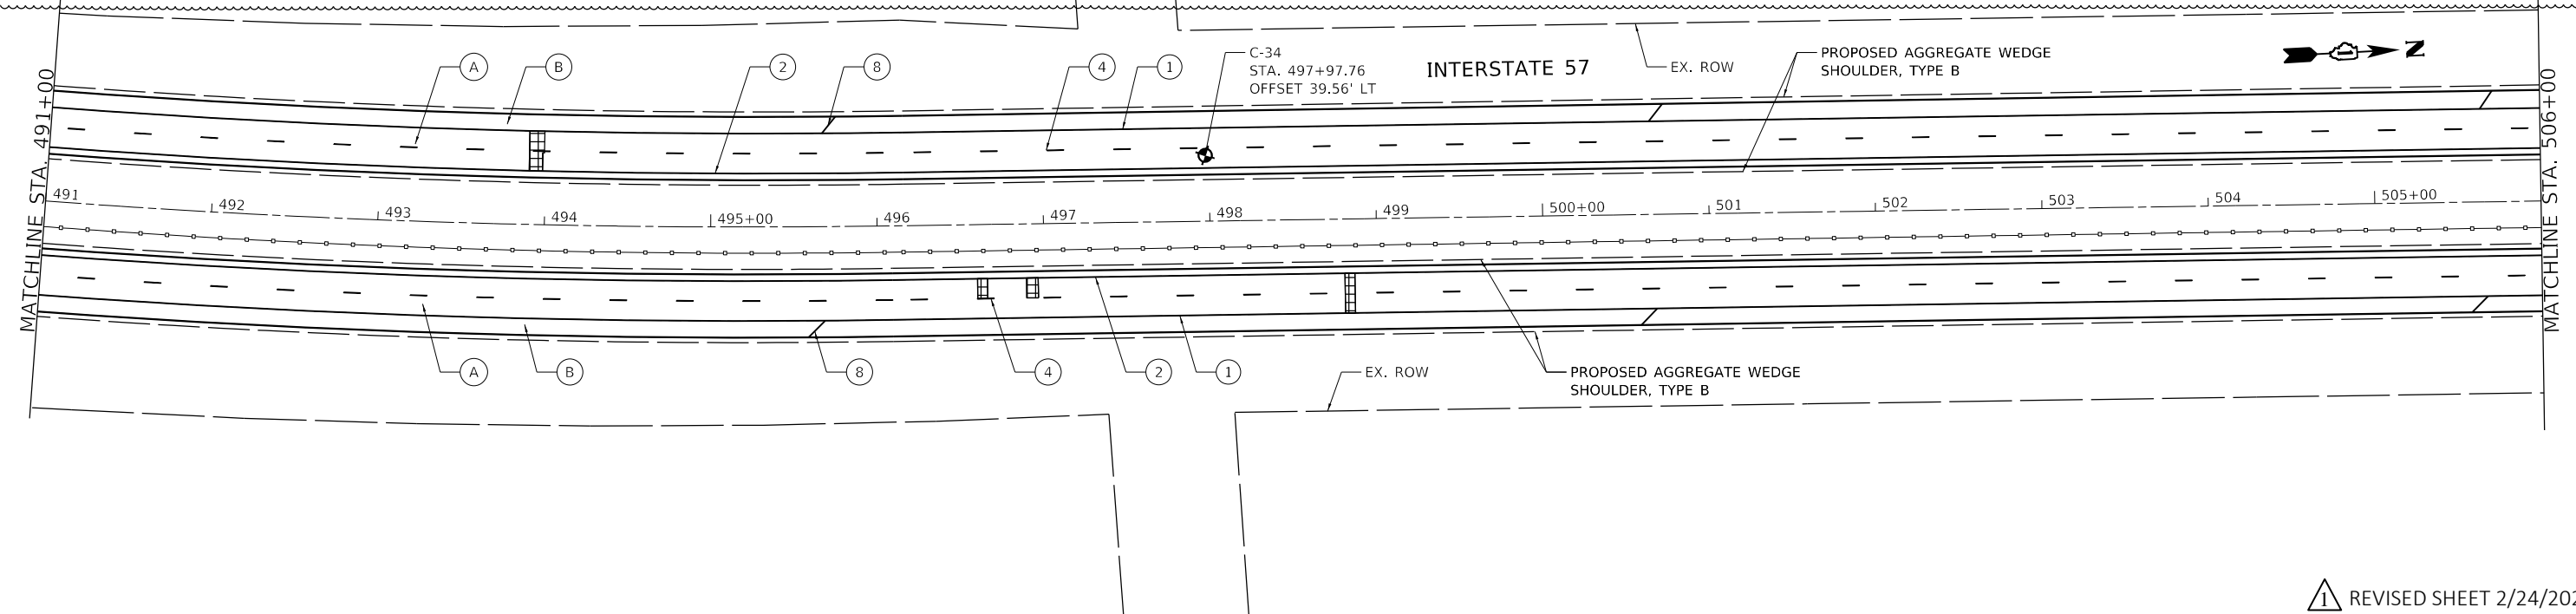 A
B
2
8
4
1
C-34
STA. 497+97.76
OFFSET 39.56' LT
INTERSTATE 57
EX. ROW
PROPOSED AGGREGATE WEDGE
SHOULDER, TYPE B
N
MATCHLINE STA. 491+00
MATCHLINE STA. 506+00
491
492
493
494
495+00
496
497
498
499
500+00
501
502
503
504
505+00
A
B
8
4
2
1
EX. ROW
PROPOSED AGGREGATE WEDGE
SHOULDER, TYPE B
1
REVISED SHEET 2/24/202